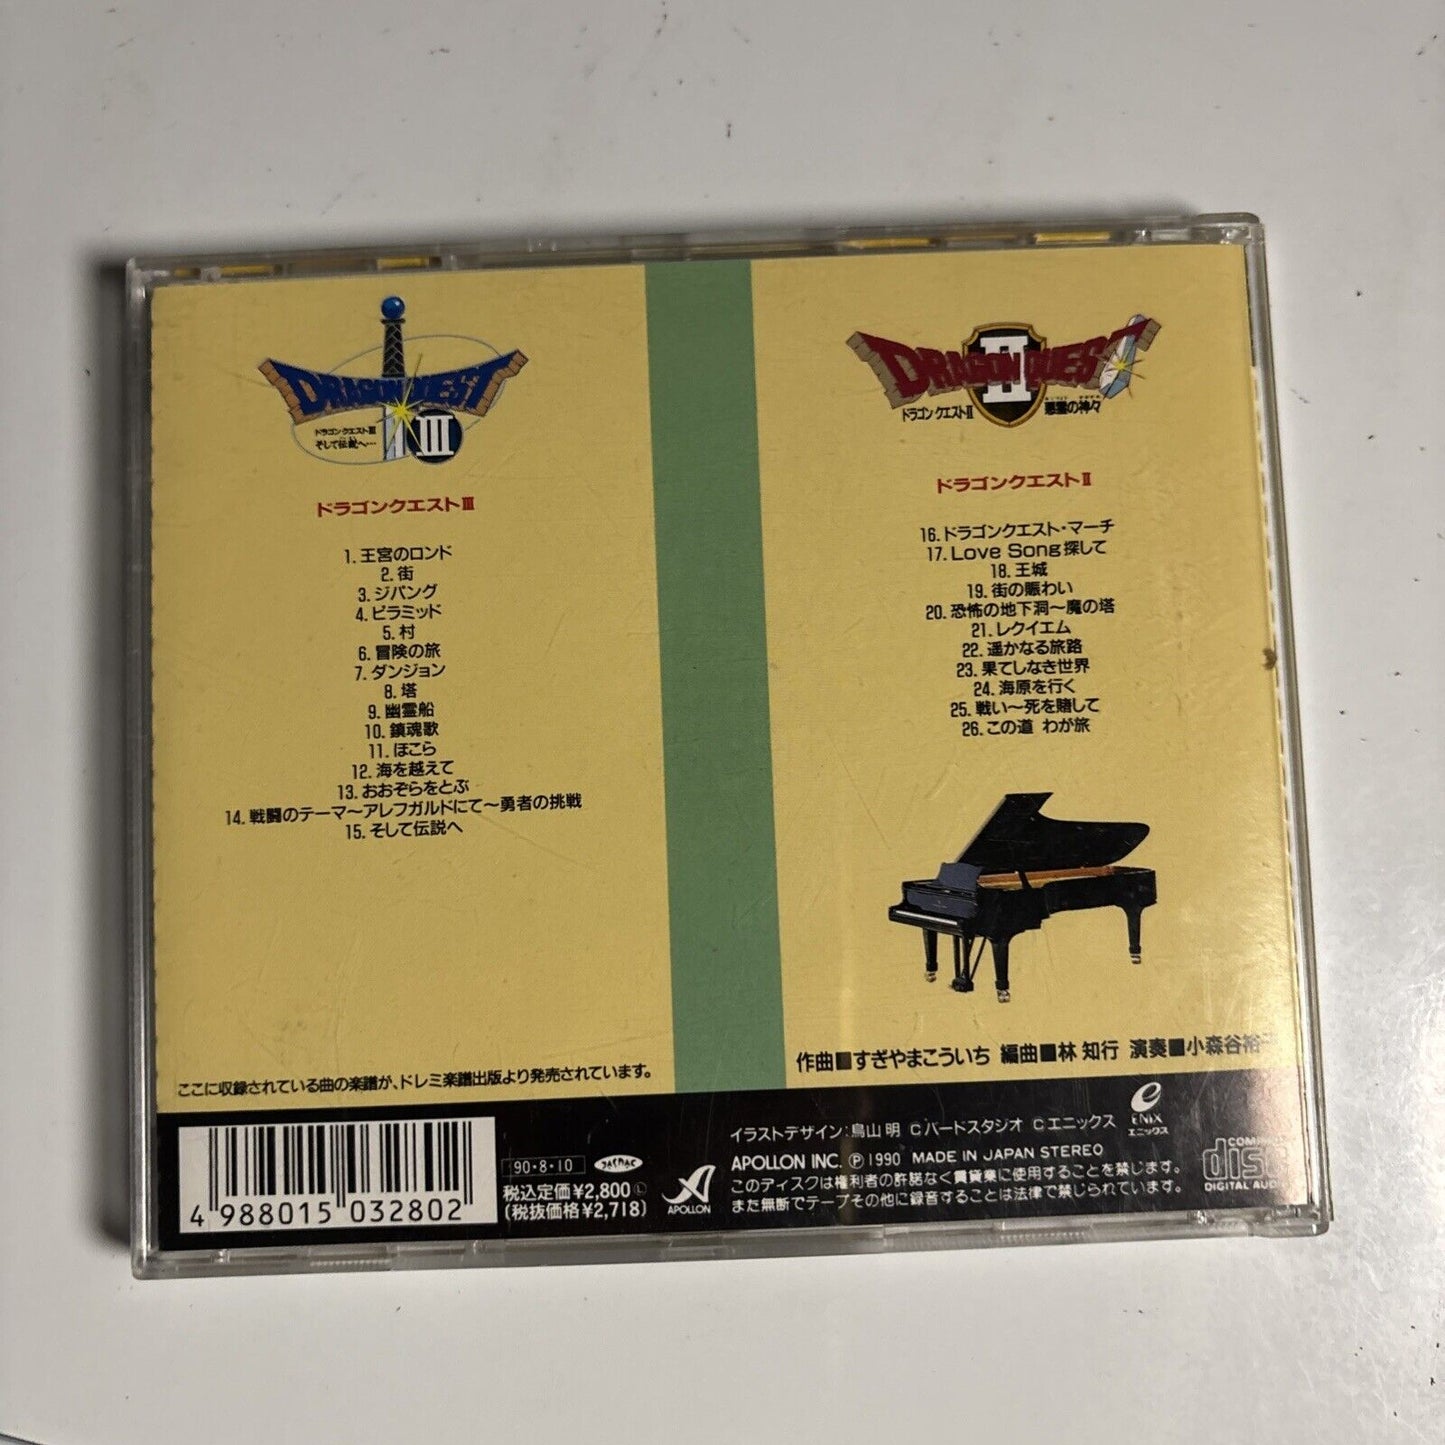 DRAGON QUEST
ドラゴンクエストIII
そして伝説へ…
III
ドラゴンクエストⅢ
1. 王宮のロンド
2. 街
3. ジパング
4. ピラミッド
5. 村
6. 冒険の旅
7. ダンジョン
8. 塔
9. 幽霊船
10. 鎮魂歌
11. ほこら
12. 海を越えて
13. おおぞらをとぶ
14. 戦闘のテーマ〜アレフガルドにて〜勇者の挑戦
15. そして伝説へ
DRAGON QUEST
II
ドラゴンクエストII 悪霊の神々
ドラゴンクエストⅡ
16. ドラゴンクエスト・マーチ
17. Love Song探して
18. 王城
19. 街の賑わい
20. 恐怖の地下洞〜魔の塔
21. レクイエム
22. 遥かなる旅路
23. 果てしなき世界
24. 海原を行く
25. 戦い〜死を賭して
26. この道 わが旅
作曲■すぎやまこういち 編曲■林 知行 演奏■小森谷裕
ここに収録されている曲の楽譜が、ドレミ楽譜出版より発売されています。
4 988015 032802
90・8・10
税込定価¥2,800 Ⓛ
(税抜価格¥2,718)
APOLLON
イラストデザイン:鳥山 明 Cバードスタジオ Cエニックス
APOLLON INC. Ⓟ 1990 MADE IN JAPAN STEREO
このディスクは権利者の許諾なく賃貸業に使用することを禁じます。
また無断でテープその他に録音することは法律で禁じられています。
ENIX
エニックス
COMPACT
disc
DIGITAL AUDIO